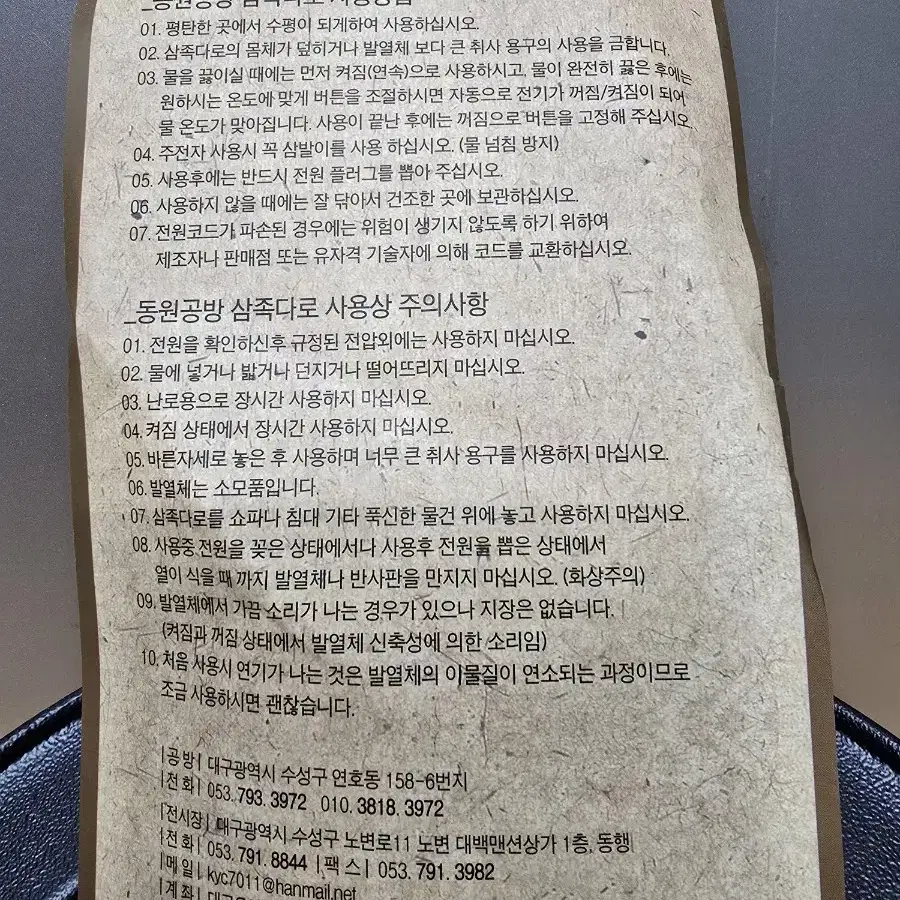 _동원공방 삼족다로 사용방법
01. 평탄한 곳에서 수평이 되게하여 사용하십시오.
02. 삼족다로의 몸체가 덮히거나 발열체 보다 큰 취사 용구의 사용을 금합니다.
03. 물을 끓이실 때에는 먼저 켜짐(연속)으로 사용하시고, 물이 완전히 끓은 후에는
원하시는 온도에 맞게 버튼을 조절하시면 자동으로 전기가 꺼짐/켜짐이 되어
물 온도가 맞아집니다. 사용이 끝난 후에는 꺼짐으로 버튼을 고정해 주십시오.
04. 주전자 사용시 꼭 삼발이를 사용 하십시오. (물 넘침 방지)
05. 사용후에는 반드시 전원 플러그를 뽑아 주십시오.
06. 사용하지 않을 때에는 잘 닦아서 건조한 곳에 보관하십시오.
07. 전원코드가 파손된 경우에는 위험이 생기지 않도록 하기 위하여
제조자나 판매점 또는 유자격 기술자에 의해 코드를 교환하십시오.
_동원공방 삼족다로 사용상 주의사항
01. 전원을 확인하신후 규정된 전압외에는 사용하지 마십시오.
02. 물에 넣거나 밟거나 던지거나 떨어뜨리지 마십시오.
03. 난로용으로 장시간 사용하지 마십시오.
04. 켜짐 상태에서 장시간 사용하지 마십시오.
05. 바른자세로 놓은 후 사용하며 너무 큰 취사 용구를 사용하지 마십시오.
06. 발열체는 소모품입니다.
07. 삼족다로를 쇼파나 침대 기타 푹신한 물건 위에 놓고 사용하지 마십시오.
08. 사용중 전원을 꽂은 상태에서나 사용후 전원을 뽑은 상태에서
열이 식을 때 까지 발열체나 반사판을 만지지 마십시오. (화상주의)
09. 발열체에서 가끔 소리가 나는 경우가 있으나 지장은 없습니다.
(켜짐과 꺼짐 상태에서 발열체 신축성에 의한 소리임)
10. 처음 사용시 연기가 나는 것은 발열체의 이물질이 연소되는 과정이므로
조금 사용하시면 괜찮습니다.
|공 방| 대구광역시 수성구 연호동 158-6번지
|전 화| 053. 793. 3972 010. 3818. 3972
|전시장| 대구광역시 수성구 노변로11 노변 대백맨션상가 1층, 동행
|전 화| 053. 791. 8844 |팩 스| 053. 791. 3982
|메 일| kyc7011@hanmail.net
|계 좌|